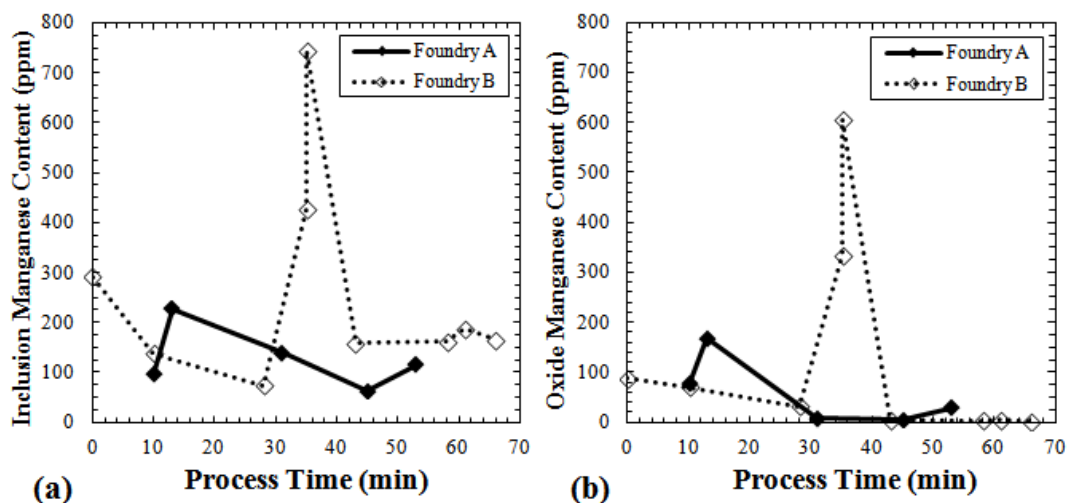 800
700
600
500
400
300
200
100
0
Inclusion Manganese Content (ppm)
Foundry A
Foundry B
0 10 20 30 40 50 60 70
(a) Process Time (min)
800
700
600
500
400
300
200
100
0
Oxide Manganese Content (ppm)
Foundry A
Foundry B
0 10 20 30 40 50 60 70
(b) Process Time (min)